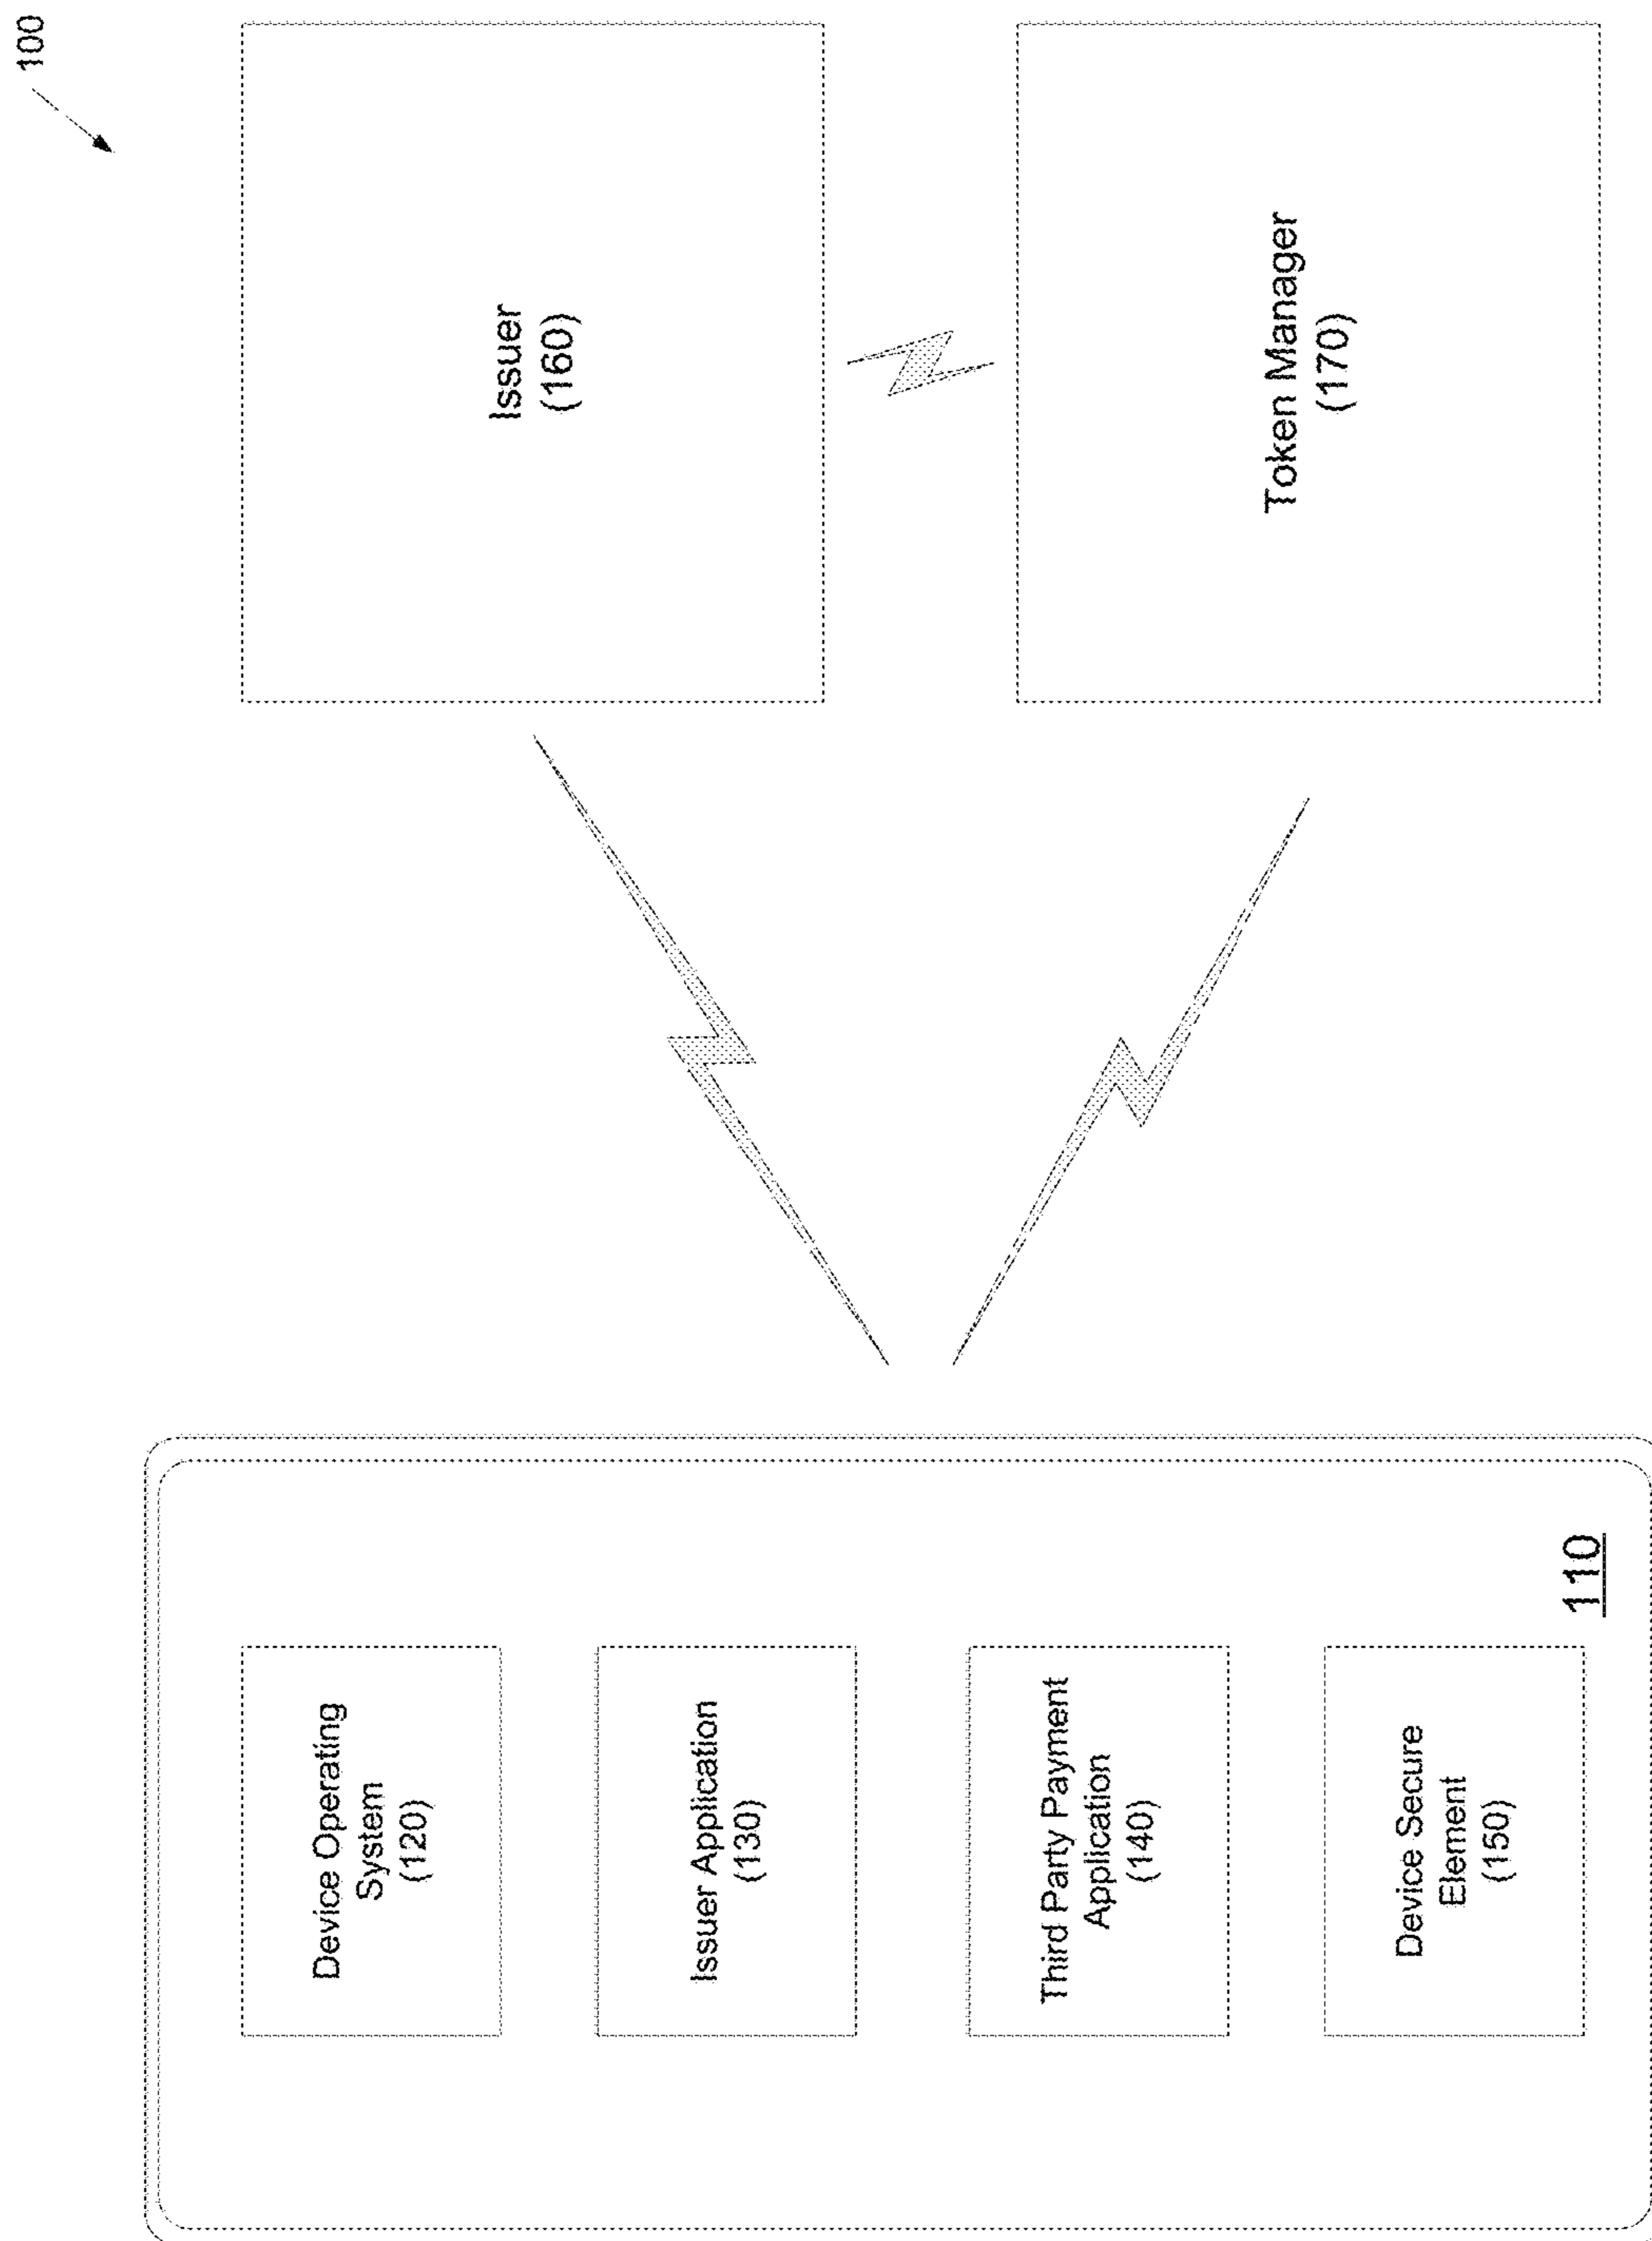 100
Device Operating
System
(120)
Issuer Application
(130)
Third Party Payment
Application
(140)
Device Secure
Element
(150)
110
Issuer
(160)
Token Manager
(170)